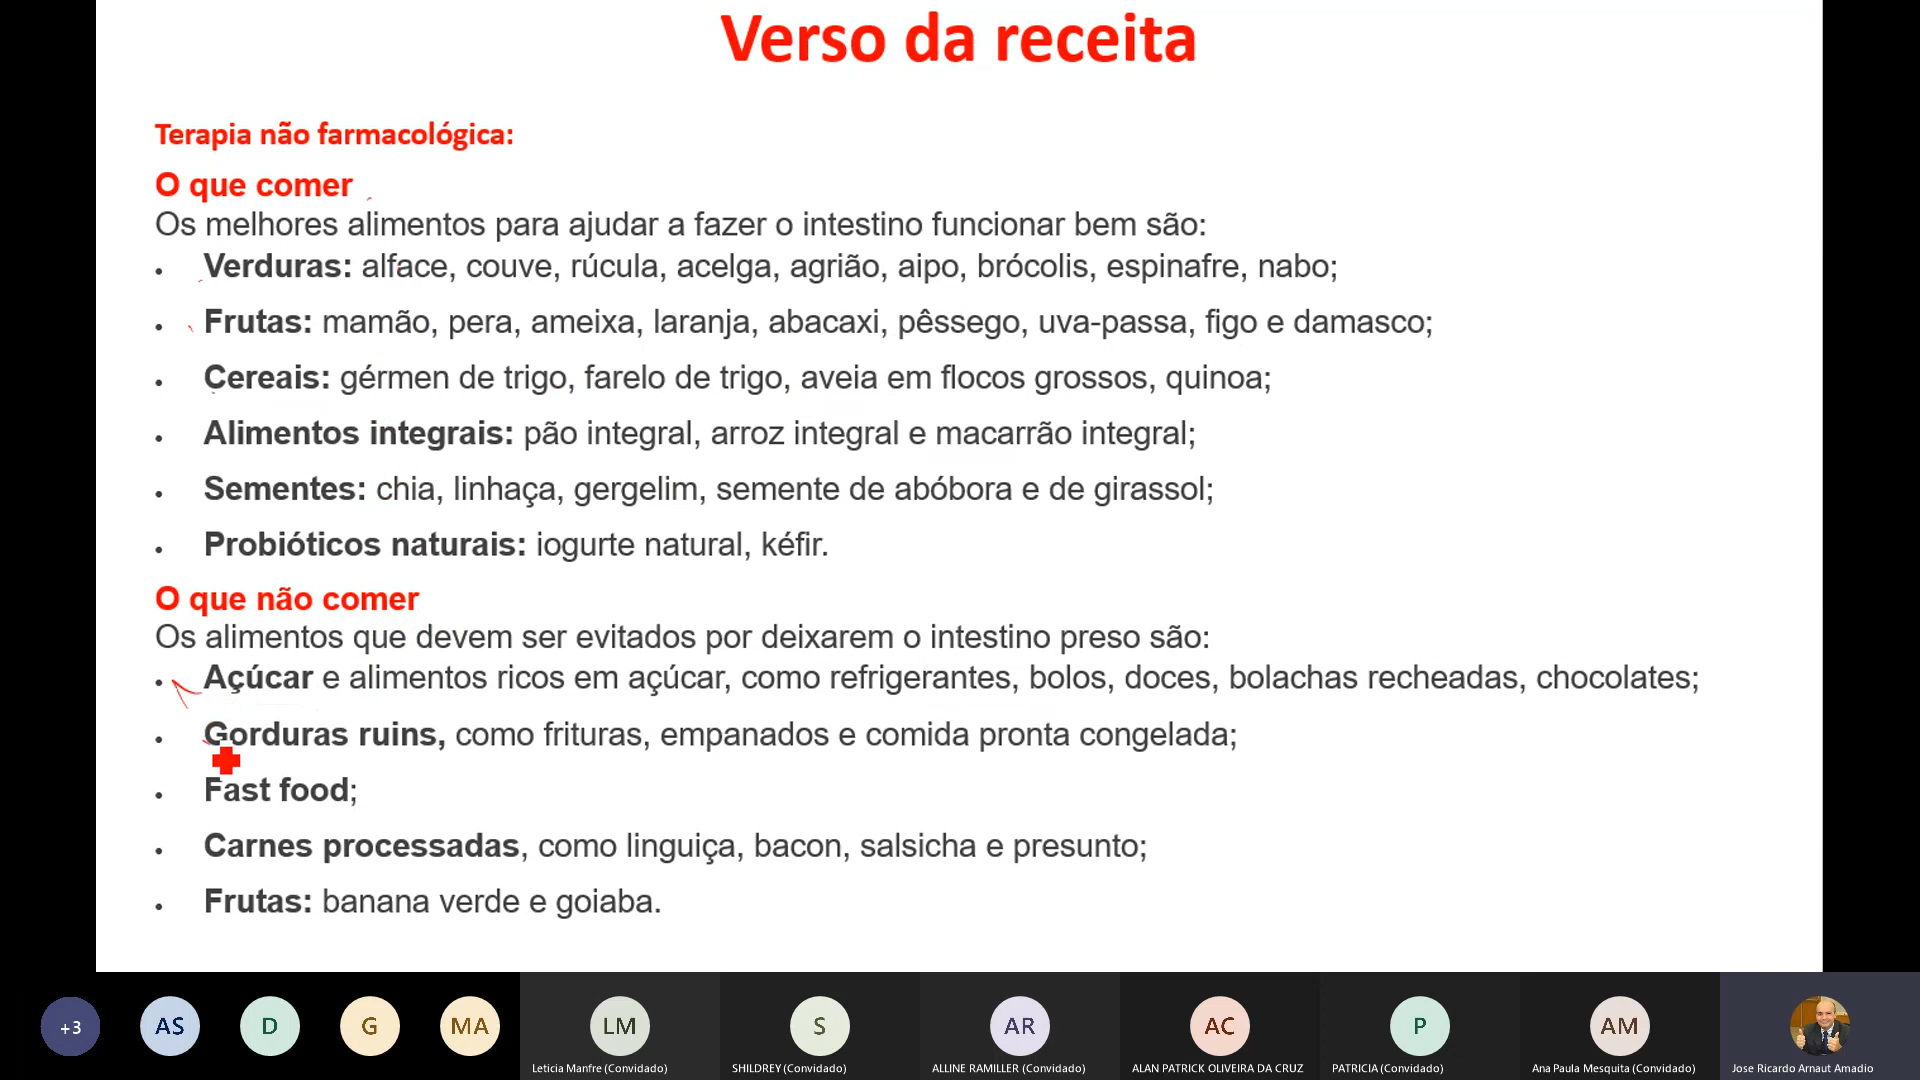 Verso da receita
Terapia não farmacológica:
O que comer
Os melhores alimentos para ajudar a fazer o intestino funcionar bem são:
• Verduras: alface, couve, rúcula, acelga, agrião, aipo, brócolis, espinafre, nabo;
• Frutas: mamão, pera, ameixa, laranja, abacaxi, pêssego, uva-passa, figo e damasco;
• Cereais: gérmen de trigo, farelo de trigo, aveia em flocos grossos, quinoa;
• Alimentos integrais: pão integral, arroz integral e macarrão integral;
• Sementes: chia, linhaça, gergelim, semente de abóbora e de girassol;
• Probióticos naturais: iogurte natural, kéfir.
O que não comer
Os alimentos que devem ser evitados por deixarem o intestino preso são:
• Açúcar e alimentos ricos em açúcar, como refrigerantes, bolos, doces, bolachas recheadas, chocolates;
• Gorduras ruins, como frituras, empanados e comida pronta congelada;
• Fast food;
• Carnes processadas, como linguiça, bacon, salsicha e presunto;
• Frutas: banana verde e goiaba.
+3 AS D G MA LM S AR AC P AM
Leticia Manfre (Convidado) SHILDREY (Convidado) ALLINE RAMILLER (Convidado) ALAN PATRICK OLIVEIRA DA CRUZ PATRICIA (Convidado) Ana Paula Mesquita (Convidado) Jose Ricardo Arnaut Amadio